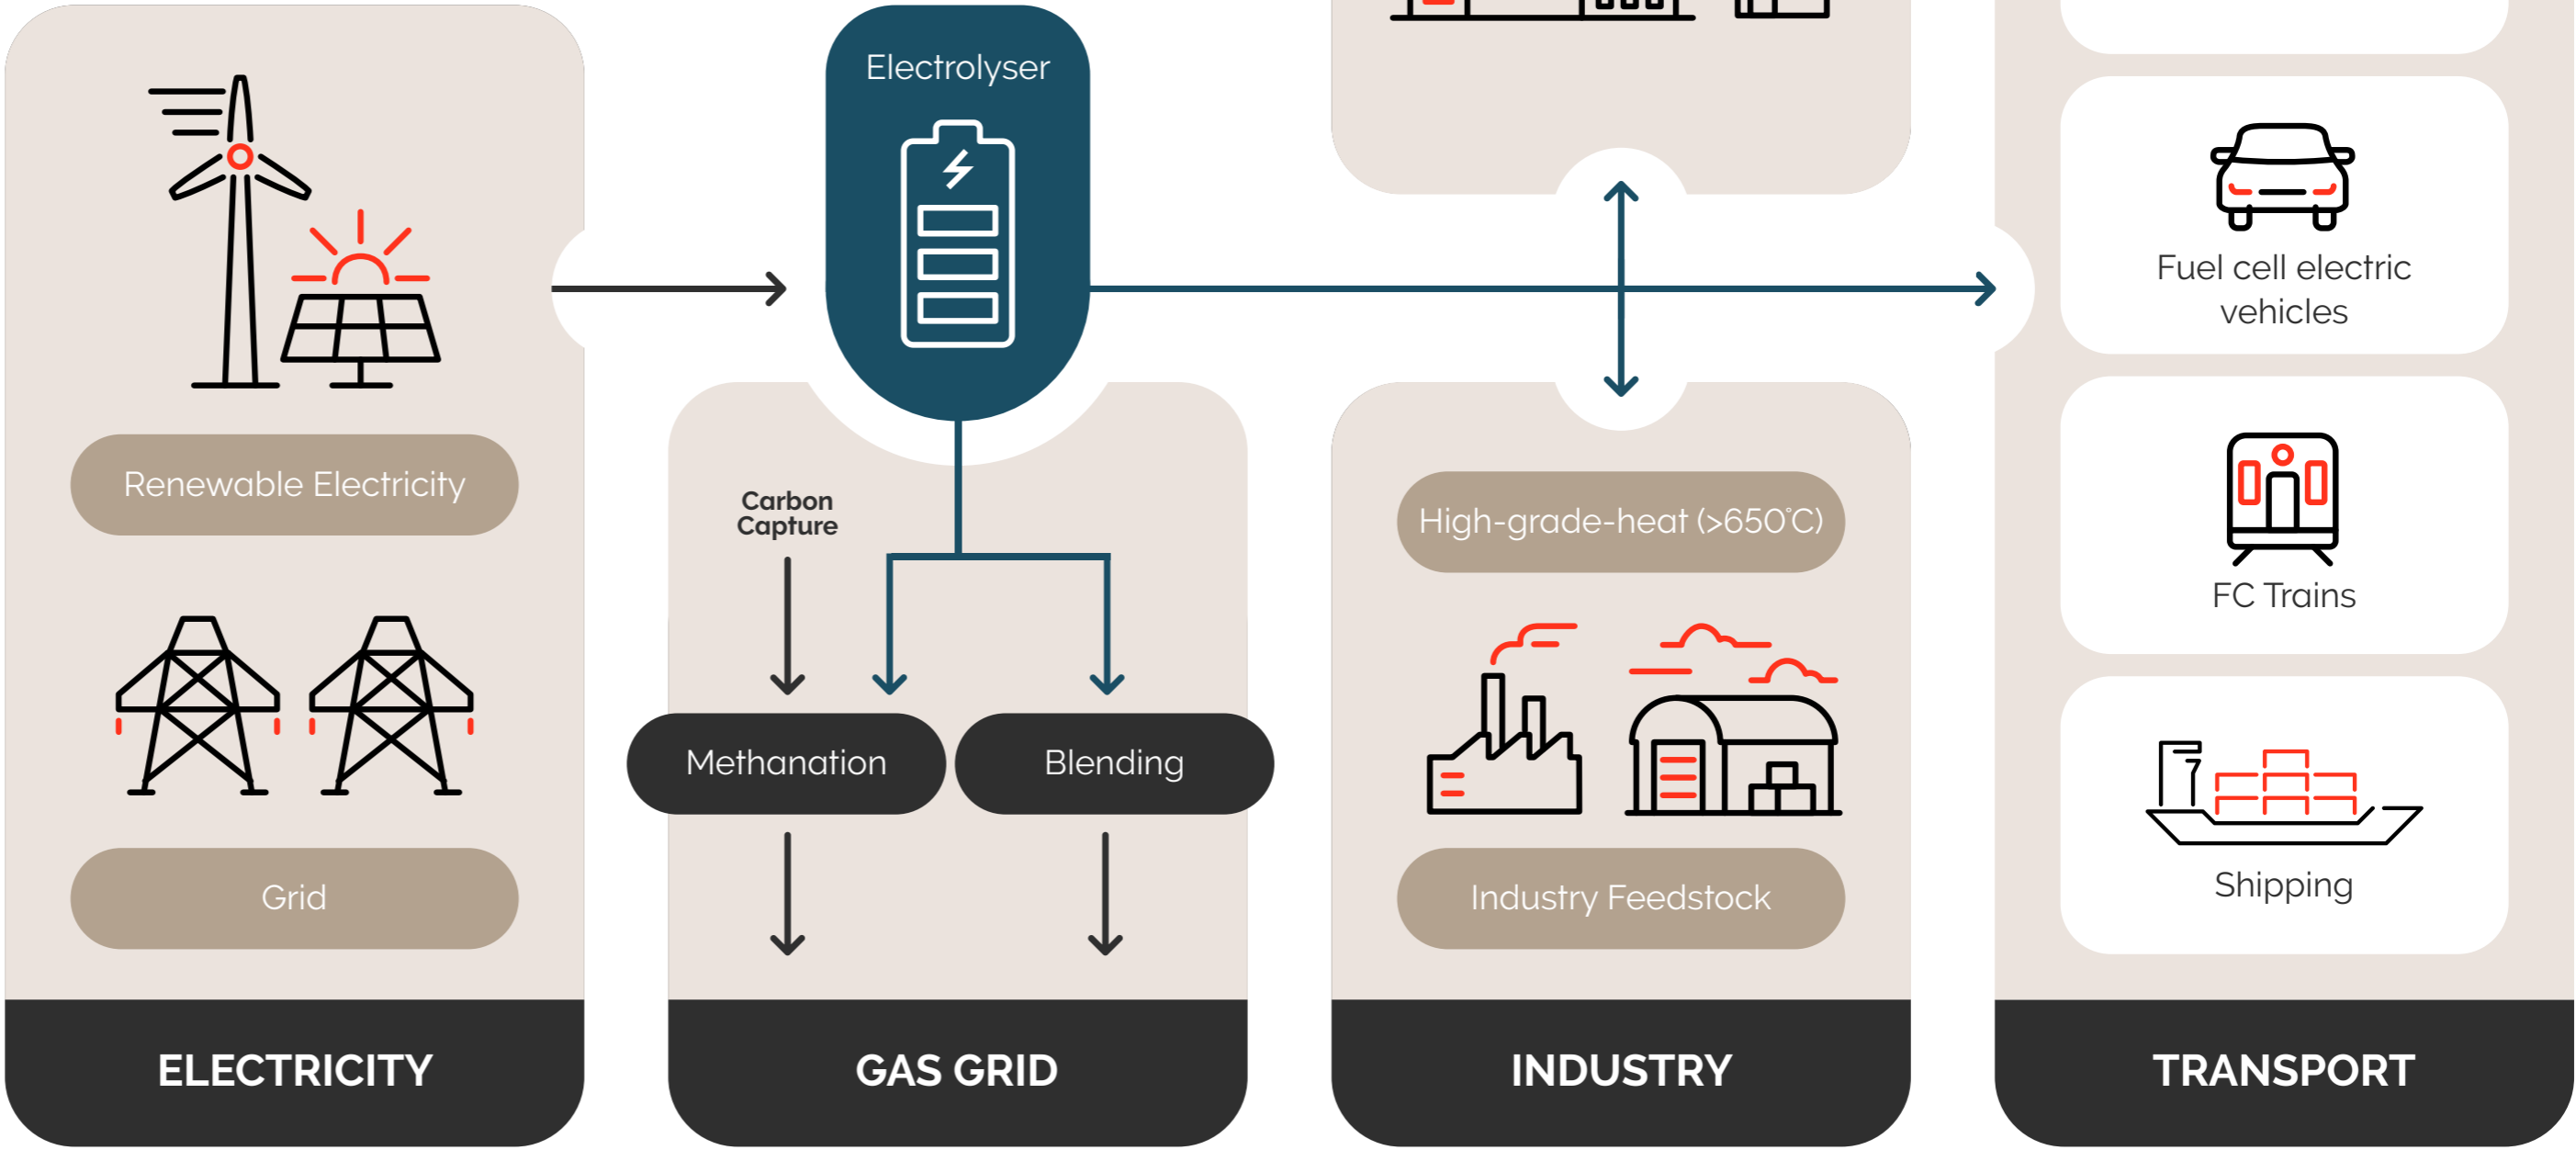 Electrolyser
Renewable Electricity
Grid
ELECTRICITY
Carbon
Capture
Methanation
Blending
GAS GRID
High-grade-heat (>650°C)
Industry Feedstock
INDUSTRY
Fuel cell electric
vehicles
FC Trains
Shipping
TRANSPORT